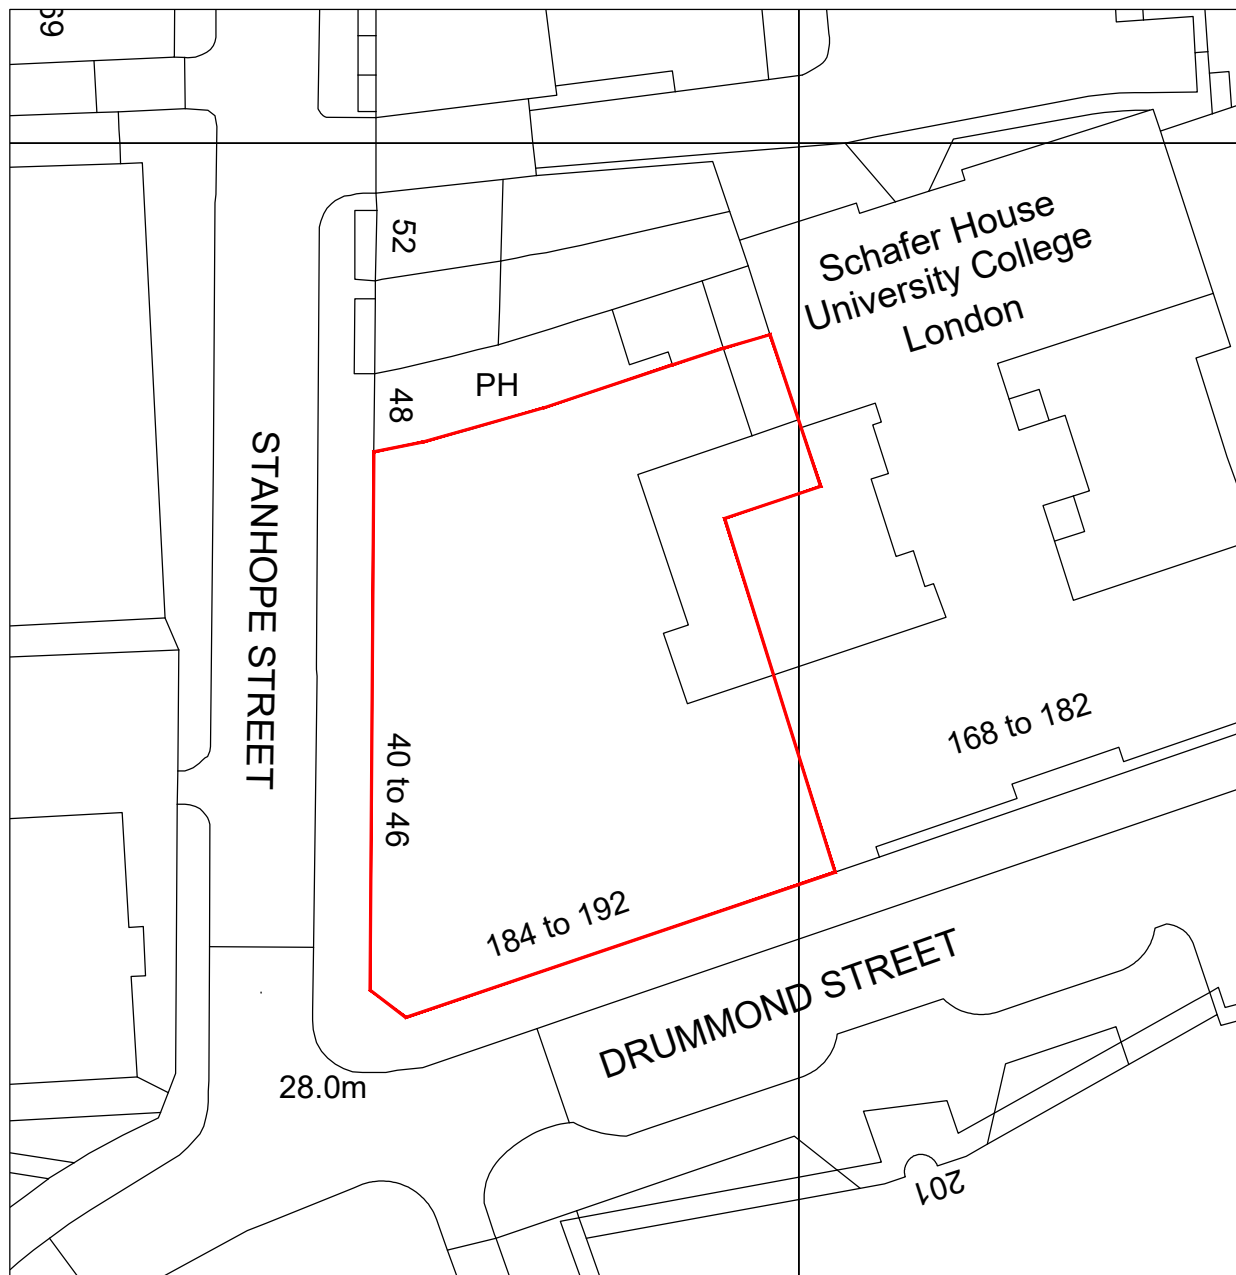 69
52
Schafer House
University College
London
PH
48
STANHOPE STREET
168 to 182
40 to 46
184 to 192
DRUMMOND STREET
28.0m
201